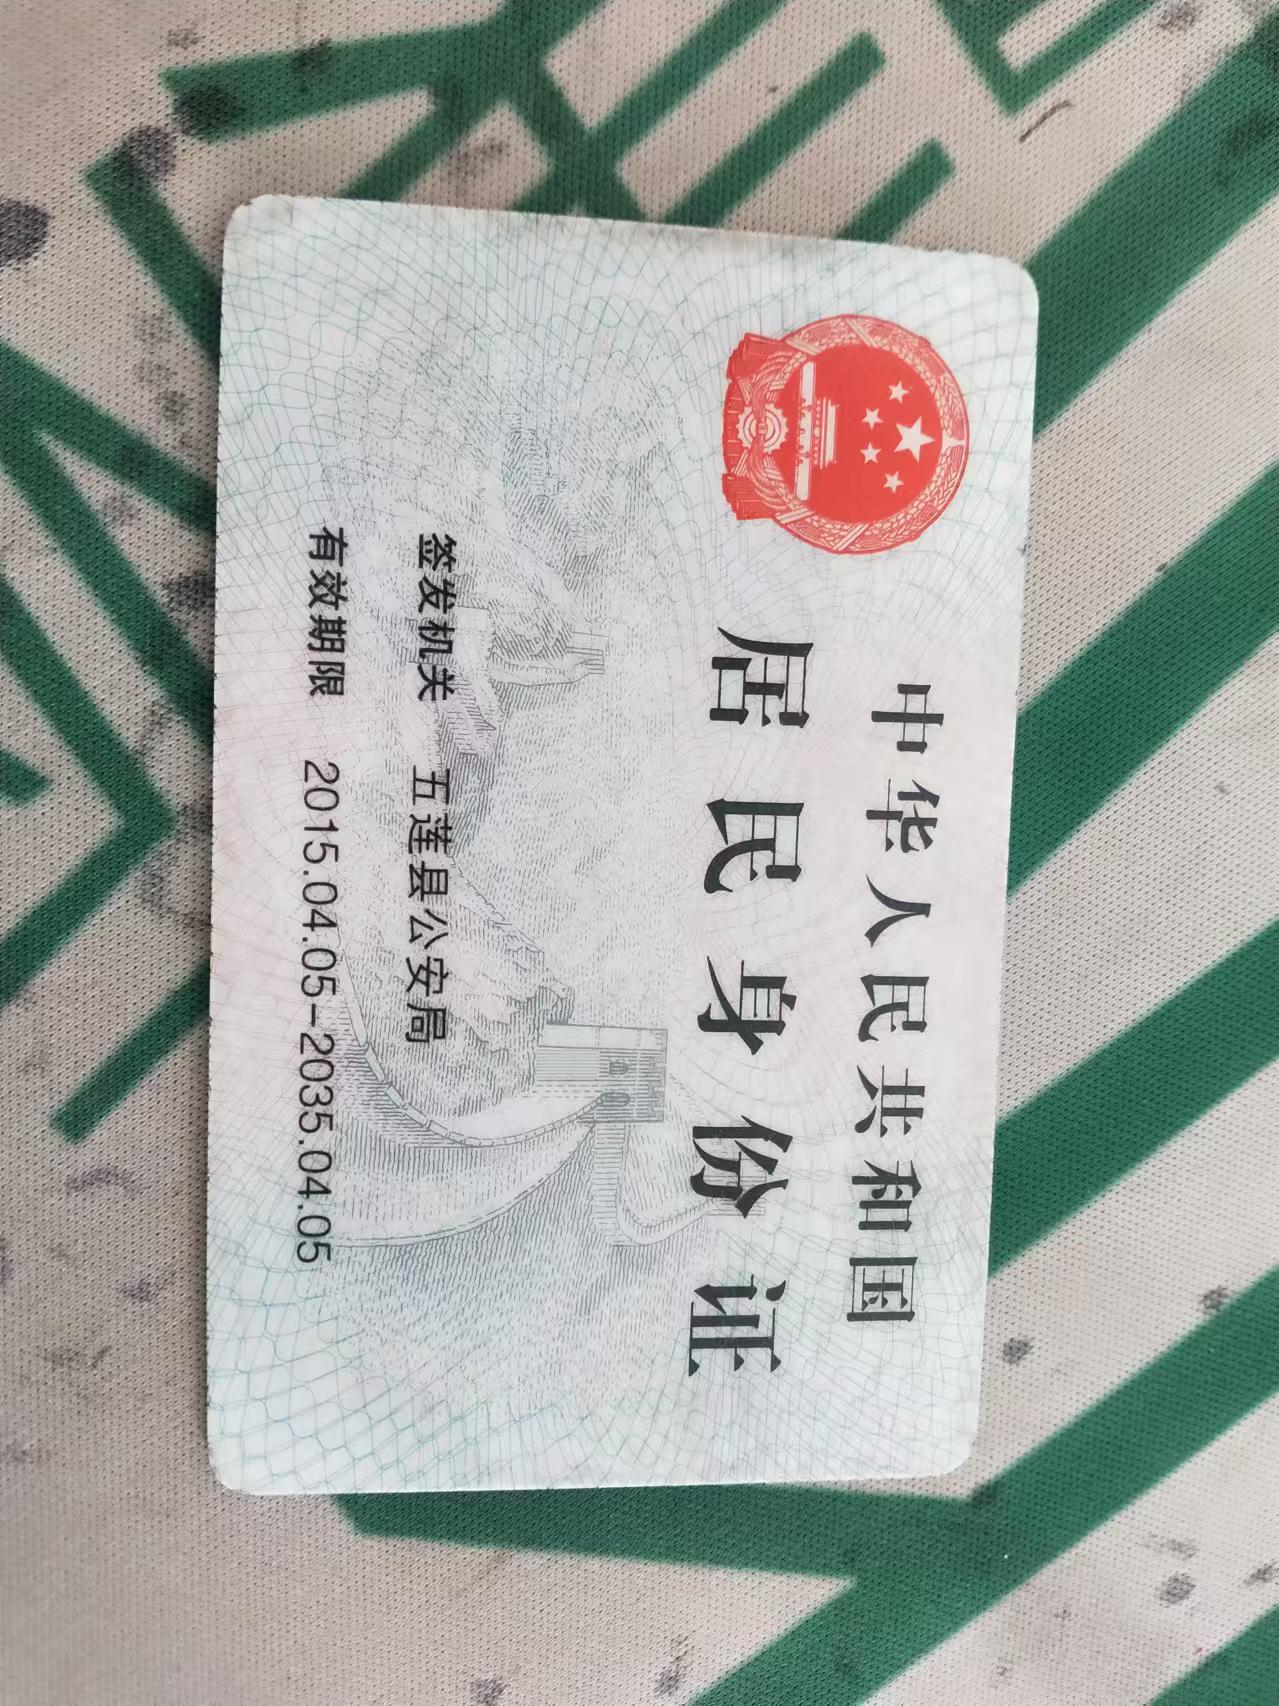 中华人民共和国
居民身份证
签发机关 五莲县公安局
有效期限 2015.04.05-2035.04.05